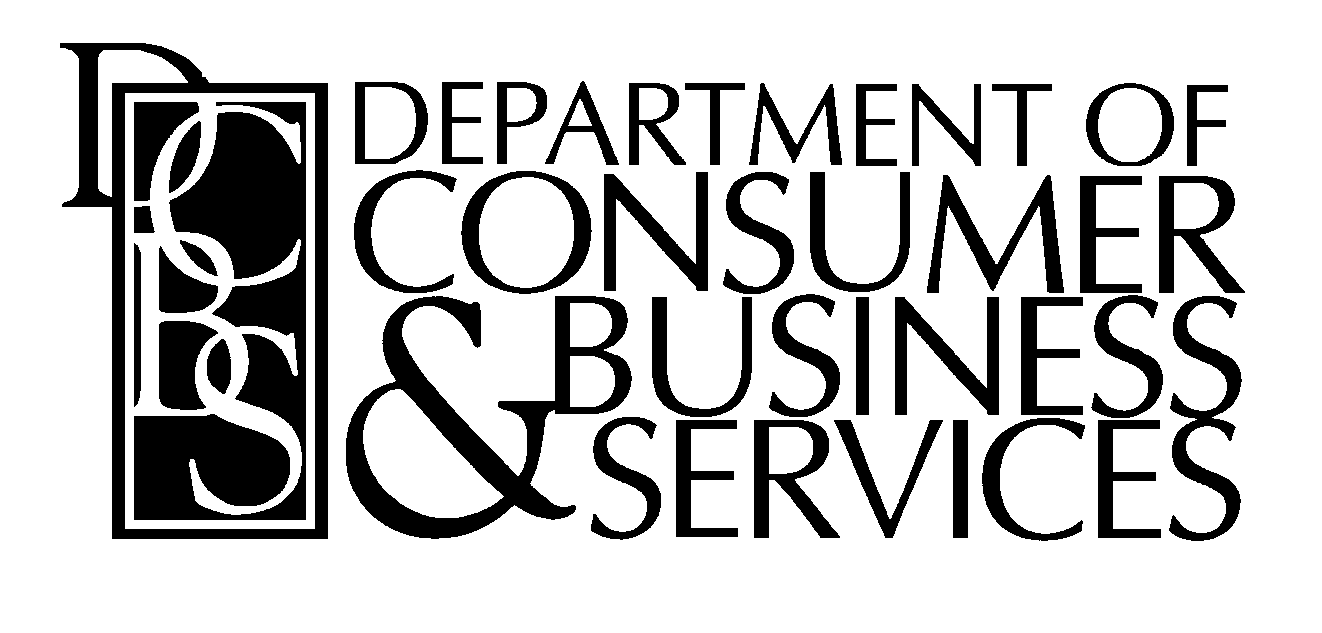 DCBS
DEPARTMENT OF
CONSUMER
& BUSINESS
SERVICES